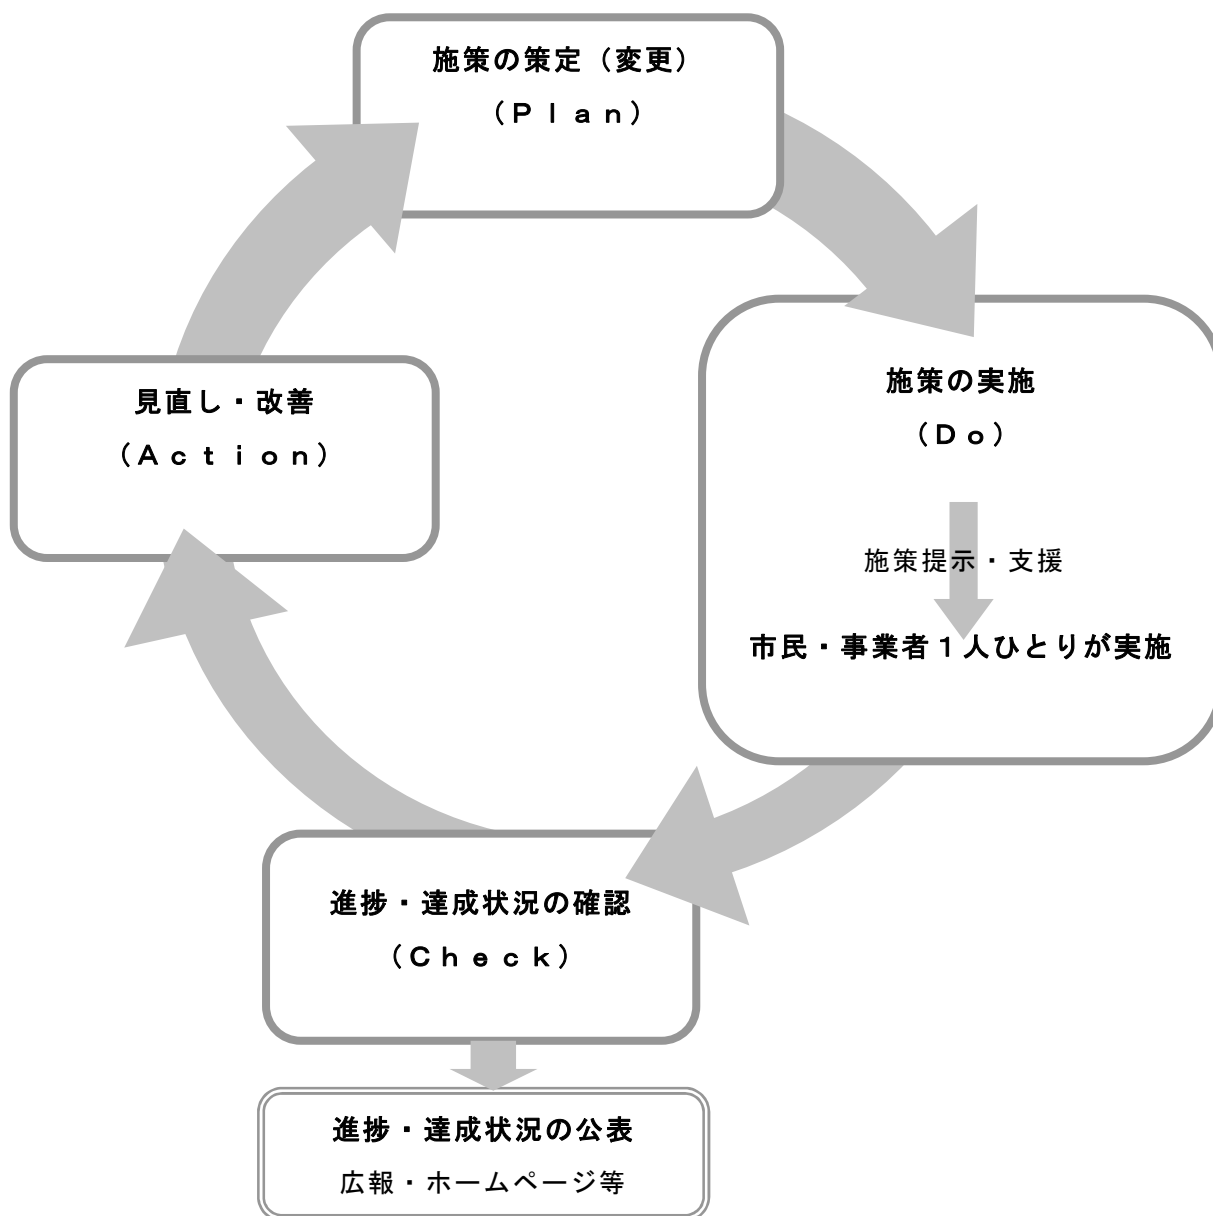 施策の策定（変更）
（Ｐｌａｎ）
施策の実施
（Ｄｏ）
施策提示・支援
市民・事業者１人ひとりが実施
見直し・改善
（Ａｃｔｉｏｎ）
進捗・達成状況の確認
（Ｃｈｅｃｋ）
進捗・達成状況の公表
広報・ホームページ等